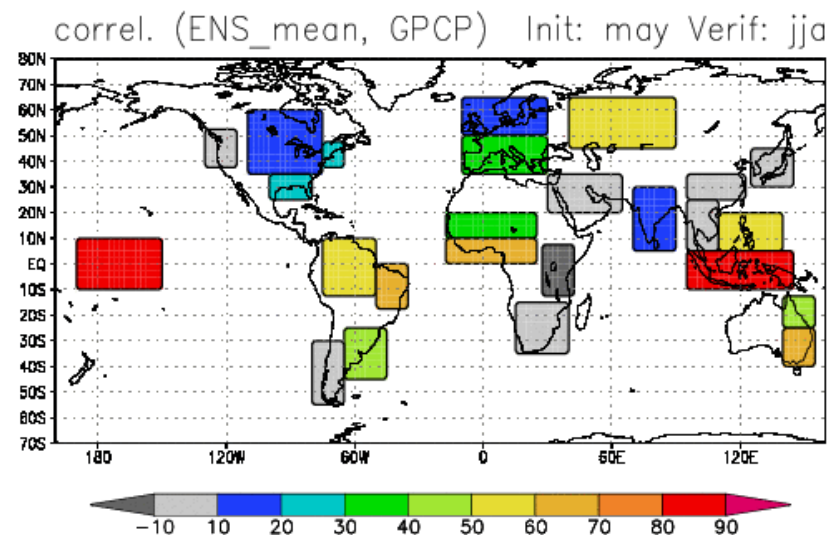 correl. (ENS_mean, GPCP) Init: may Verif: jja
80N
70N
60N
50N
40N
30N
20N
10N
EQ
10S
20S
30S
40S
50S
60S
70S
180 120W 60W 0 60E 120E
-10 10 20 30 40 50 60 70 80 90